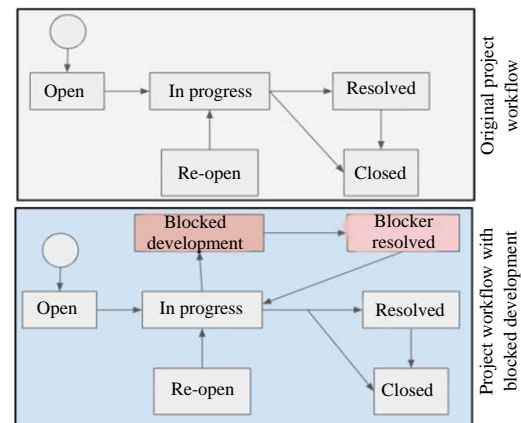 Open
In progress
Resolved
Re-open
Closed
Original project
workflow
Blocked
development
Blocker
resolved
Open
In progress
Resolved
Re-open
Closed
Project workflow with
blocked development